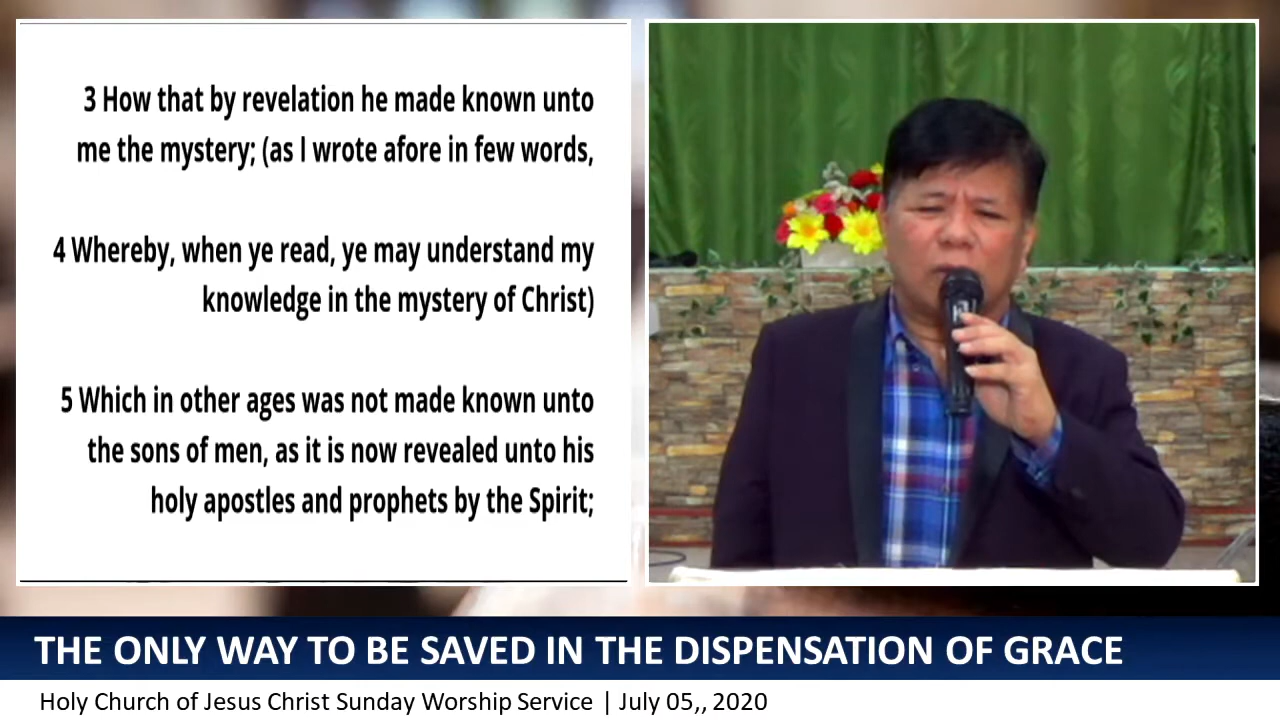 3 How that by revelation he made known unto
me the mystery; (as I wrote afore in few words,
4 Whereby, when ye read, ye may understand my
knowledge in the mystery of Christ)
5 Which in other ages was not made known unto
the sons of men, as it is now revealed unto his
holy apostles and prophets by the Spirit;
THE ONLY WAY TO BE SAVED IN THE DISPENSATION OF GRACE
Holy Church of Jesus Christ Sunday Worship Service | July 05,, 2020